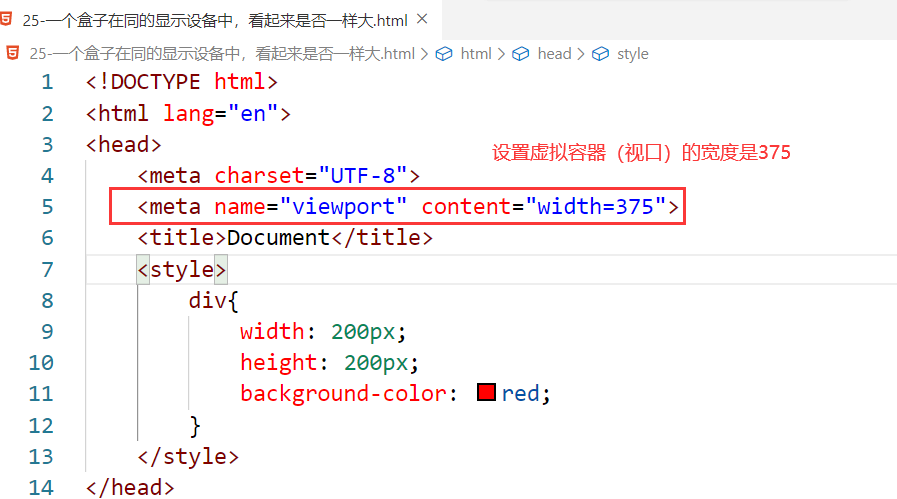 25-一个盒子在同的显示设备中，看起来是否一样大.html ×
25-一个盒子在同的显示设备中，看起来是否一样大.html > html > head > style
1 <!DOCTYPE html>
2 <html lang="en">
3 <head>
设置虚拟容器（视口）的宽度是375
4 <meta charset="UTF-8">
5 <meta name="viewport" content="width=375">
6 <title>Document</title>
7 <style>
8 div{
9 width: 200px;
10 height: 200px;
11 background-color: red;
12 }
13 </style>
14 </head>